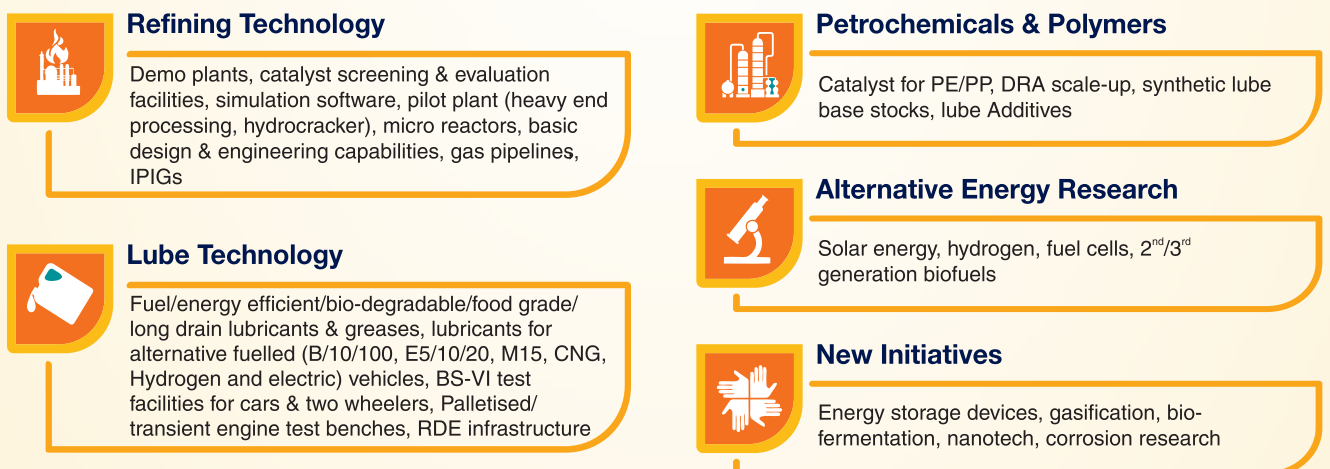 Refining Technology
Demo plants, catalyst screening & evaluation
facilities, simulation software, pilot plant (heavy end
processing, hydrocracker), micro reactors, basic
design & engineering capabilities, gas pipelines,
IPIGs
Lube Technology
Fuel/energy efficient/bio-degradable/food grade/
long drain lubricants & greases, lubricants for
alternative fuelled (B/10/100, E5/10/20, M15, CNG,
Hydrogen and electric) vehicles, BS-VI test
facilities for cars & two wheelers, Palletised/
transient engine test benches, RDE infrastructure
Petrochemicals & Polymers
Catalyst for PE/PP, DRA scale-up, synthetic lube
base stocks, lube Additives
Alternative Energy Research
Solar energy, hydrogen, fuel cells, 2nd/3rd
generation biofuels
New Initiatives
Energy storage devices, gasification, bio-
fermentation, nanotech, corrosion research